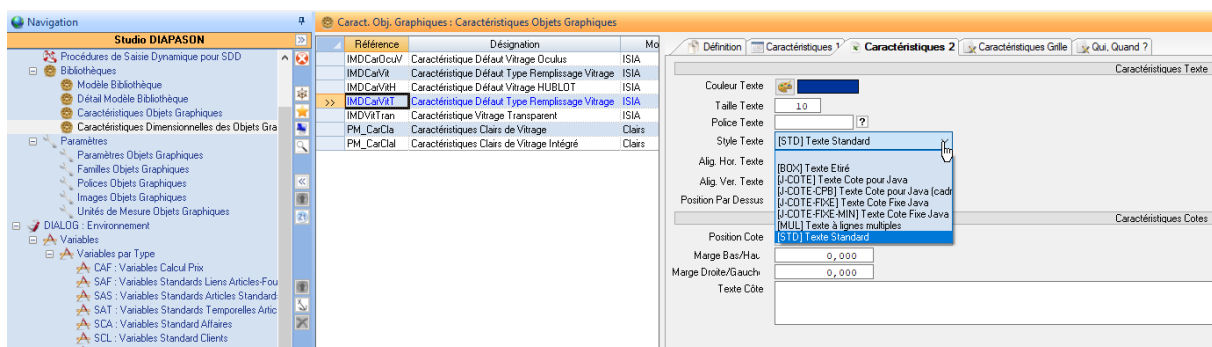 Navigation
Studio DIAPASON
Procédures de Saisie Dynamique pour SDD
Bibliothèques
Modèle Bibliothèque
Détail Modèle Bibliothèque
Caractéristiques Objets Graphiques
Caractéristiques Dimensionnelles des Objets Gra
Paramètres
Paramètres Objets Graphiques
Familles Objets Graphiques
Polices Objets Graphiques
Images Objets Graphiques
Unités de Mesure Objets Graphiques
DIALOG : Environnement
Variables
Variables par Type
CAF : Variables Calcul Prix
SAF : Variables Standards Liens Articles-Fou
SAS : Variables Standards Articles Standard
SAT : Variables Standards Temporelles Artic
SCA : Variables Standard Affaires
SCL : Variables Standard Clients
Caract. Obj. Graphiques : Caractéristiques Objets Graphiques
Référence Désignation Mo
IMDCarOcuV Caractéristique Défaut Vitrage Oculus ISIA
IMDCarVit Caractéristique Défaut Type Remplissage Vitrage ISIA
IMDCarVitH Caractéristique Défaut Vitrage HUBLOT ISIA
>> IMDCarVitT Caractéristique Défaut Type Remplissage Vitrage ISIA
IMDVitTran Caractéristique Vitrage Transparent ISIA
PM_CarCla Caractéristiques Clairs de Vitrage Clairs
PM_CarClaI Caractéristiques Clairs de Vitrage Intégré Clairs
Définition Caractéristiques 1 Caractéristiques 2 Caractéristiques Grille Qui, Quand ?
Caractéristiques Texte
Couleur Texte
Taille Texte 10
Police Texte ?
Style Texte [STD] Texte Standard
Alig. Hor. Texte
Alig. Ver. Texte
Position Par Dessus
[BOX] Texte Etiré
[J-COTE] Texte Cote pour Java
[J-COTE-CPB] Texte Cote pour Java (cadr
[J-COTE-FIXE] Texte Cote Fixe Java
[J-COTE-FIXE-MIN] Texte Cote Fixe Java
[MUL] Texte à lignes multiples
[STD] Texte Standard
Caractéristiques Cotes
Position Cote
Marge Bas/Hau 0,000
Marge Droite/Gauch 0,000
Texte Côte